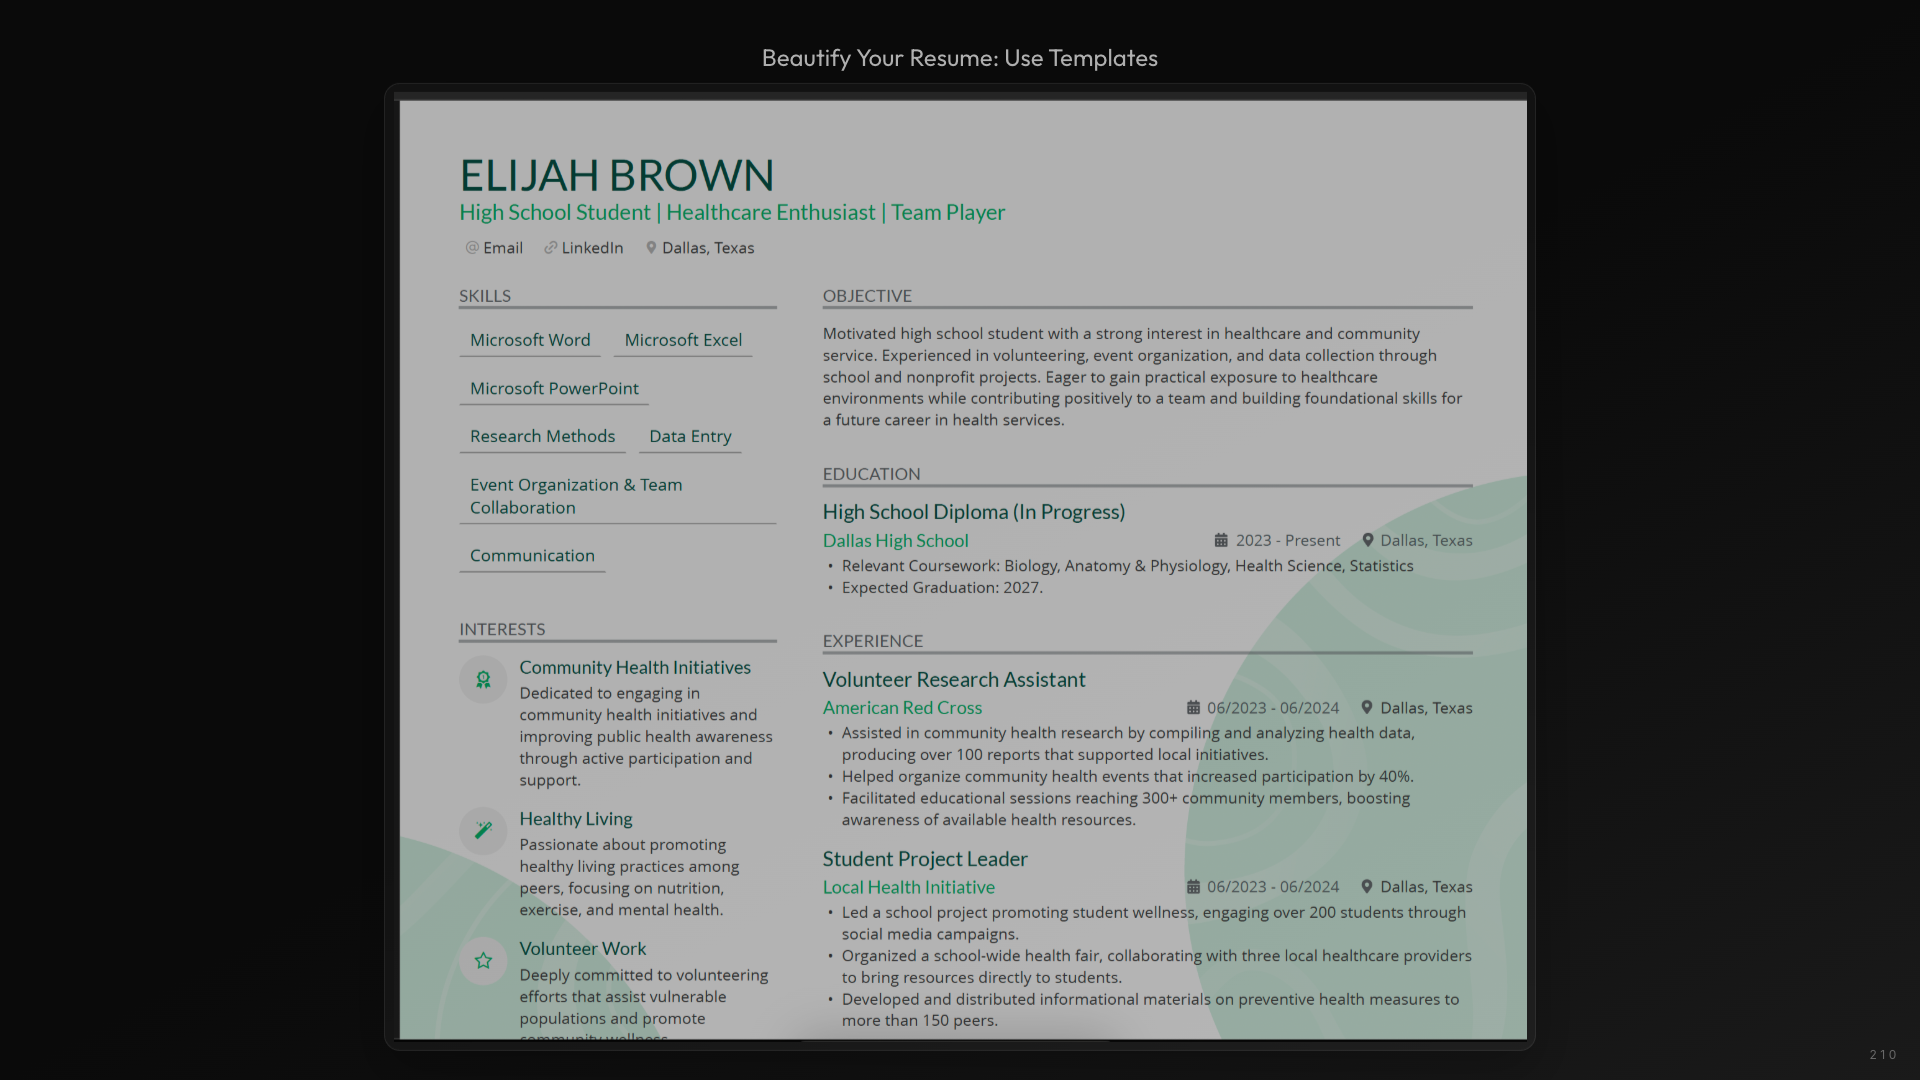 Beautify Your Resume: Use Templates
ELIJAH BROWN
High School Student | Healthcare Enthusiast | Team Player
Email LinkedIn Dallas, Texas
SKILLS
Microsoft Word Microsoft Excel
Microsoft PowerPoint
Research Methods Data Entry
Event Organization & Team
Collaboration
Communication
INTERESTS
Community Health Initiatives
Dedicated to engaging in
community health initiatives and
improving public health awareness
through active participation and
support.
Healthy Living
Passionate about promoting
healthy living practices among
peers, focusing on nutrition,
exercise, and mental health.
Volunteer Work
Deeply committed to volunteering
efforts that assist vulnerable
populations and promote
community wellness.
OBJECTIVE
Motivated high school student with a strong interest in healthcare and community
service. Experienced in volunteering, event organization, and data collection through
school and nonprofit projects. Eager to gain practical exposure to healthcare
environments while contributing positively to a team and building foundational skills for
a future career in health services.
EDUCATION
High School Diploma (In Progress)
Dallas High School 2023 - Present Dallas, Texas
• Relevant Coursework: Biology, Anatomy & Physiology, Health Science, Statistics
• Expected Graduation: 2027.
EXPERIENCE
Volunteer Research Assistant
American Red Cross 06/2023 - 06/2024 Dallas, Texas
• Assisted in community health research by compiling and analyzing health data,
producing over 100 reports that supported local initiatives.
• Helped organize community health events that increased participation by 40%.
• Facilitated educational sessions reaching 300+ community members, boosting
awareness of available health resources.
Student Project Leader
Local Health Initiative 06/2023 - 06/2024 Dallas, Texas
• Led a school project promoting student wellness, engaging over 200 students through
social media campaigns.
• Organized a school-wide health fair, collaborating with three local healthcare providers
to bring resources directly to students.
• Developed and distributed informational materials on preventive health measures to
more than 150 peers.
210